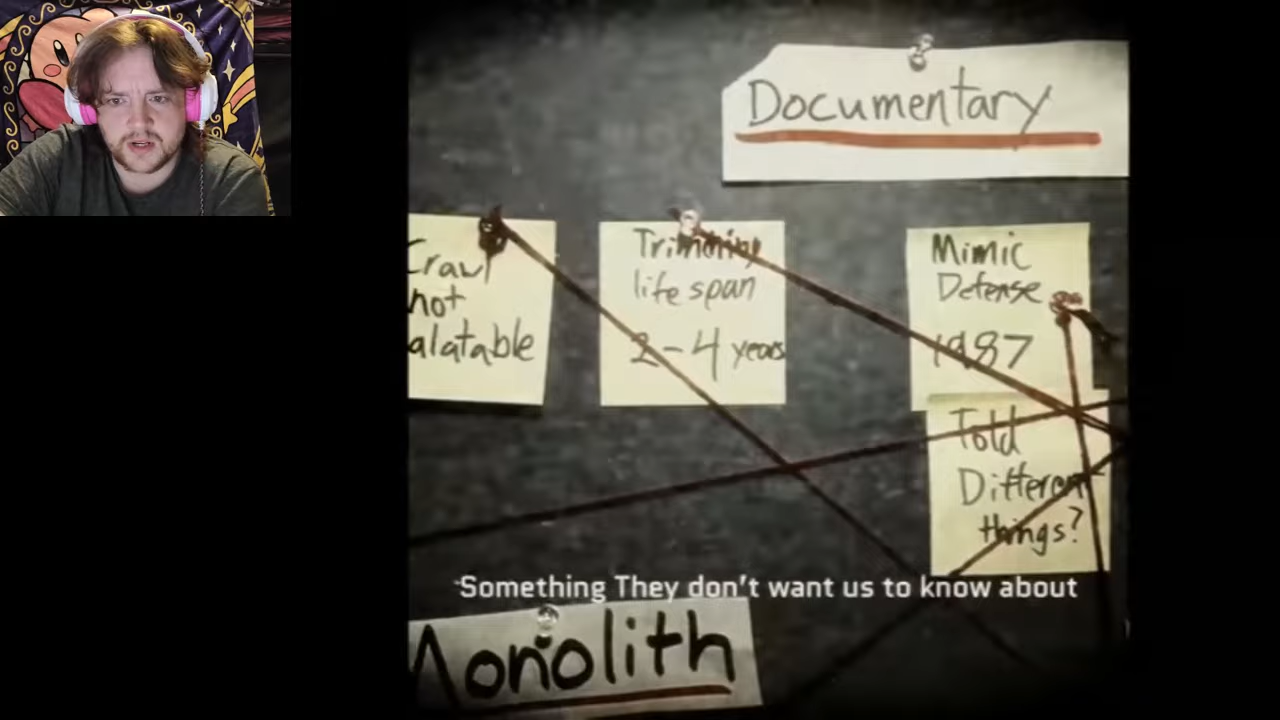 Documentary
Crawl
not
alatable
life span
2-4 years
Mimic
Defense
1987
Told
Different
things?
"Something They don't want us to know about
Monolith